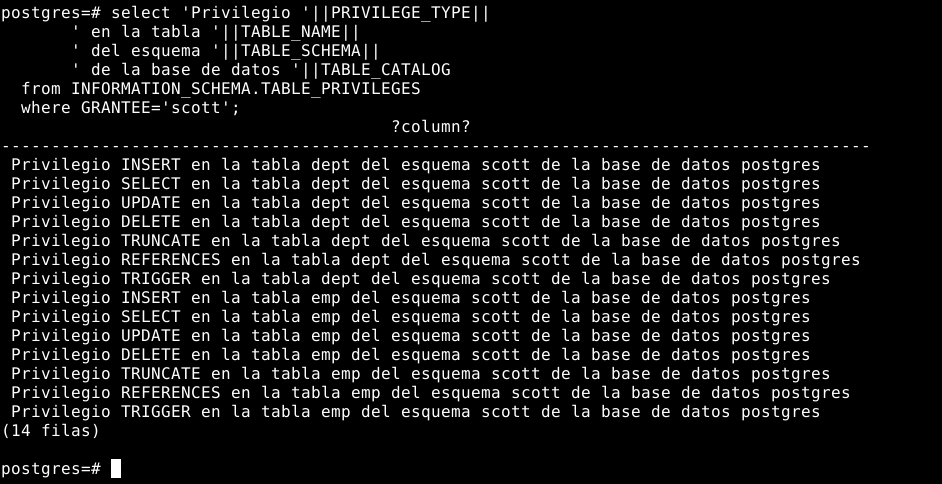 postgres=# select 'Privilegio '||PRIVILEGE_TYPE||
' en la tabla '||TABLE_NAME||
' del esquema '||TABLE_SCHEMA||
' de la base de datos '||TABLE_CATALOG
from INFORMATION_SCHEMA.TABLE_PRIVILEGES
where GRANTEE='scott';
?column?
---------------------------------------------------------------------------------------
Privilegio INSERT en la tabla dept del esquema scott de la base de datos postgres
Privilegio SELECT en la tabla dept del esquema scott de la base de datos postgres
Privilegio UPDATE en la tabla dept del esquema scott de la base de datos postgres
Privilegio DELETE en la tabla dept del esquema scott de la base de datos postgres
Privilegio TRUNCATE en la tabla dept del esquema scott de la base de datos postgres
Privilegio REFERENCES en la tabla dept del esquema scott de la base de datos postgres
Privilegio TRIGGER en la tabla dept del esquema scott de la base de datos postgres
Privilegio INSERT en la tabla emp del esquema scott de la base de datos postgres
Privilegio SELECT en la tabla emp del esquema scott de la base de datos postgres
Privilegio UPDATE en la tabla emp del esquema scott de la base de datos postgres
Privilegio DELETE en la tabla emp del esquema scott de la base de datos postgres
Privilegio TRUNCATE en la tabla emp del esquema scott de la base de datos postgres
Privilegio REFERENCES en la tabla emp del esquema scott de la base de datos postgres
Privilegio TRIGGER en la tabla emp del esquema scott de la base de datos postgres
(14 filas)
postgres=#